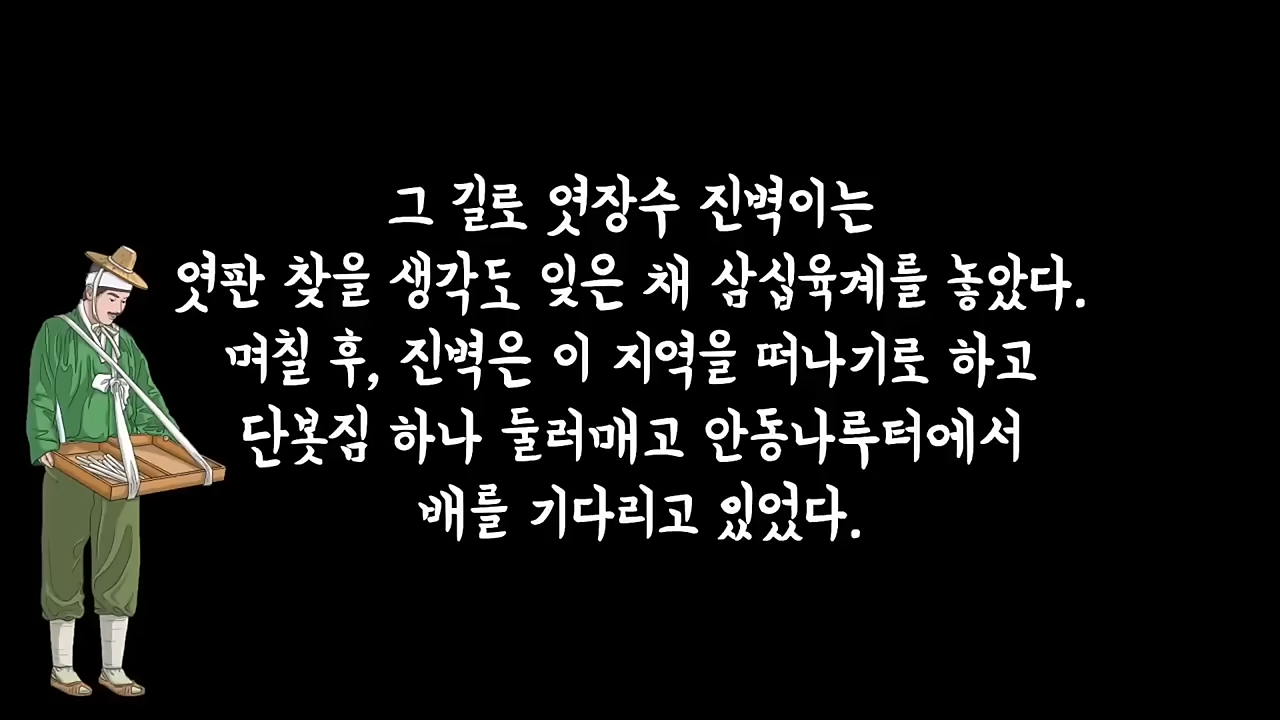 그 길로 엿장수 진벽이는
엿판 찾을 생각도 잊은 채 삼십육계를 놓았다.
며칠 후, 진벽은 이 지역을 떠나기로 하고
단봇짐 하나 둘러매고 안동나루터에서
배를 기다리고 있었다.